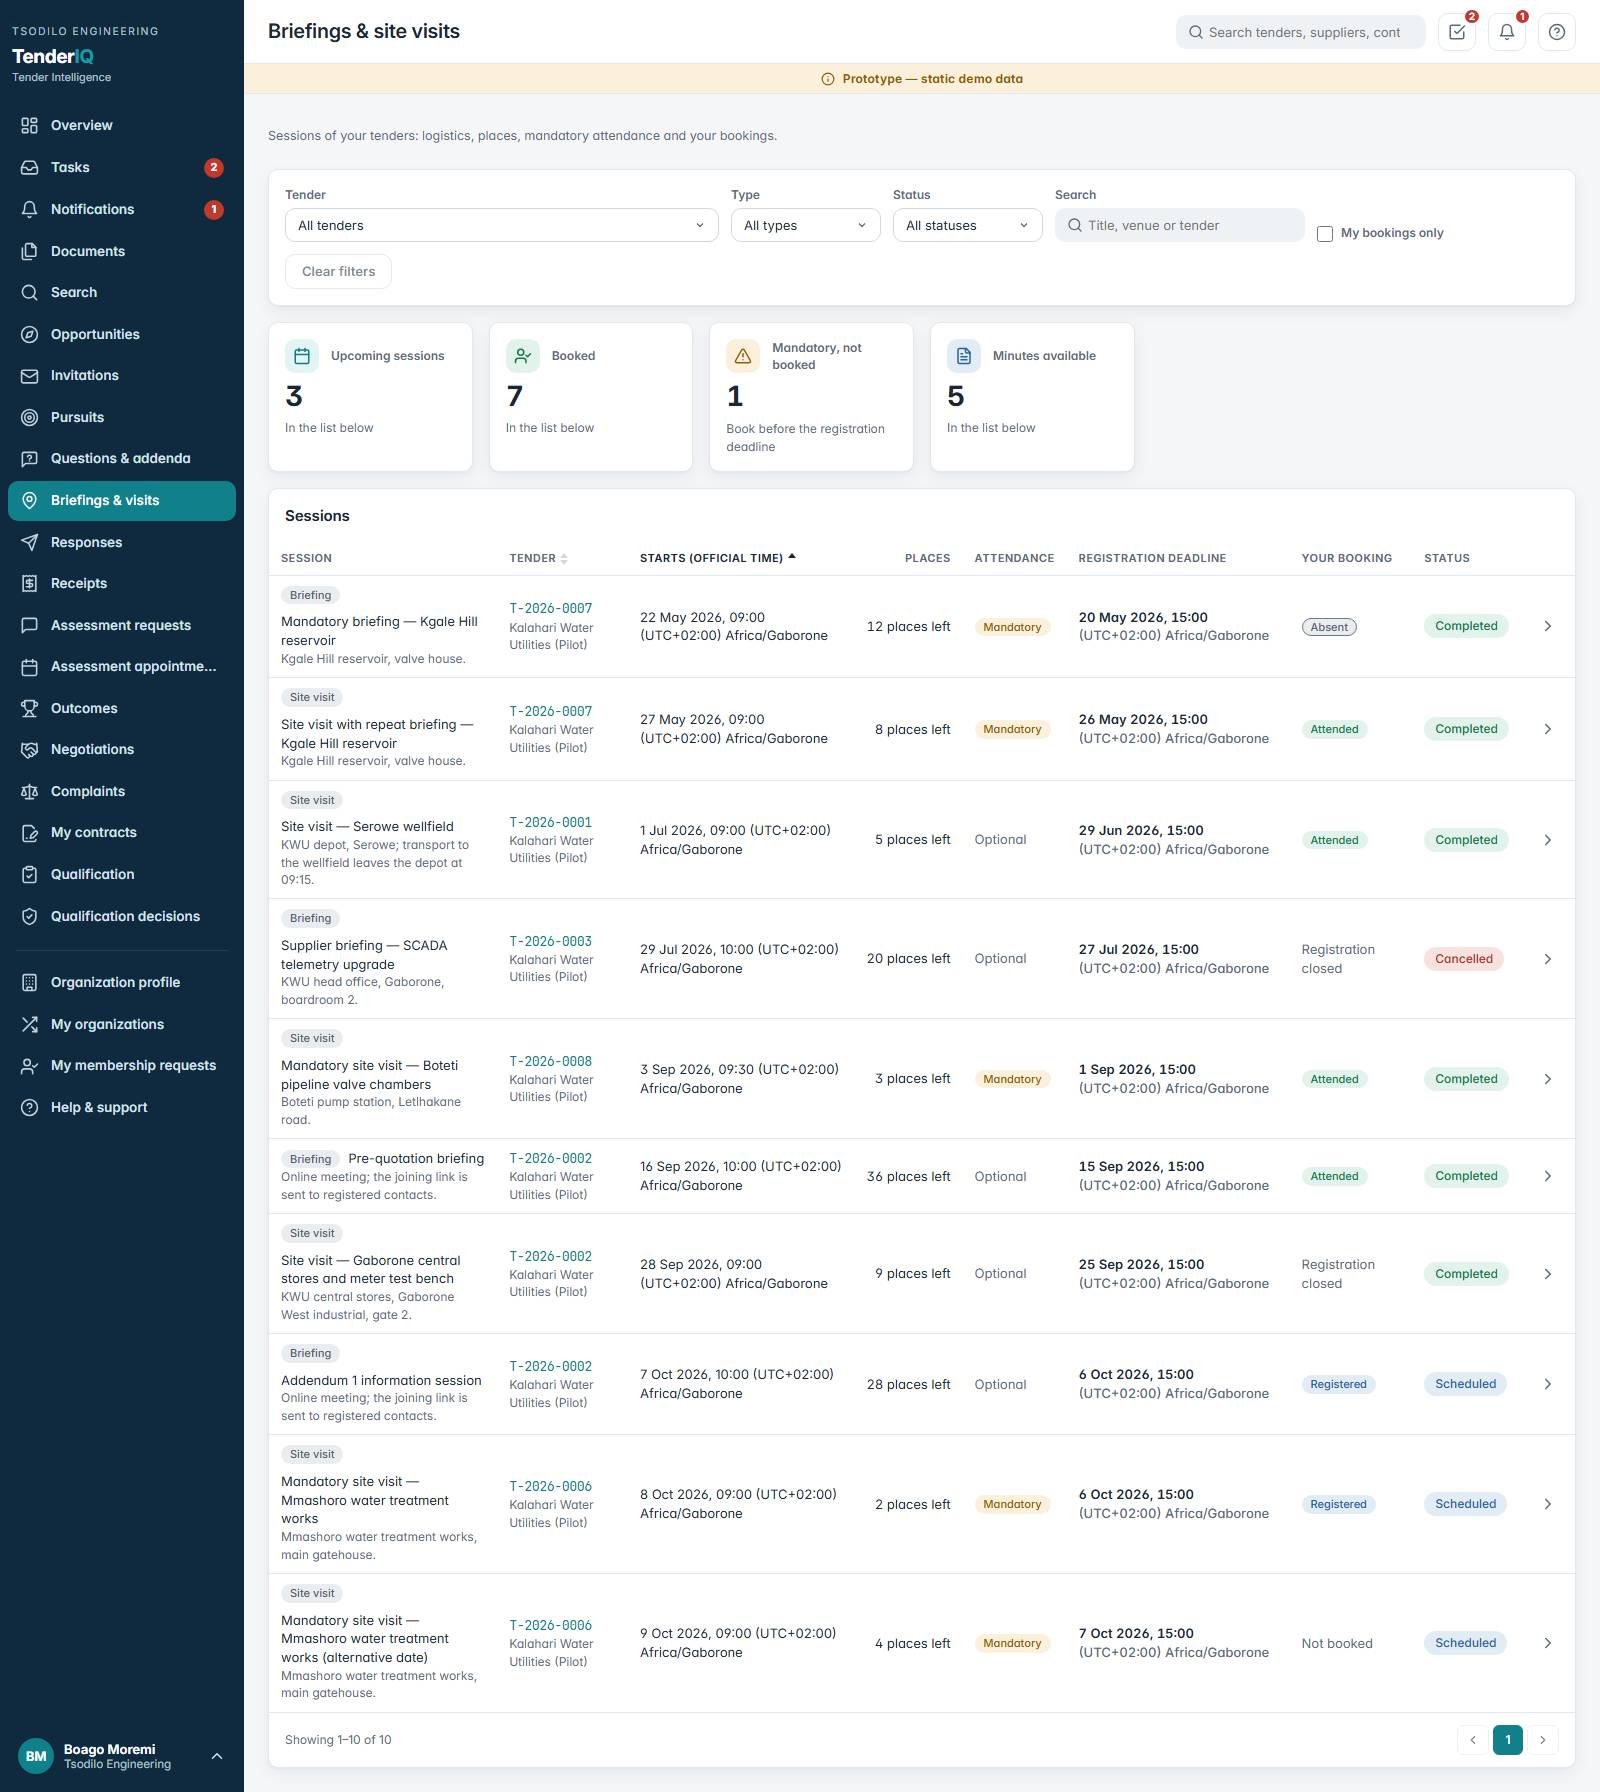 TSODILO ENGINEERING
TenderIQ
Tender Intelligence
Overview
Tasks 2
Notifications 1
Documents
Search
Opportunities
Invitations
Pursuits
Questions & addenda
Briefings & visits
Responses
Receipts
Assessment requests
Assessment appointme...
Outcomes
Negotiations
Complaints
My contracts
Qualification
Qualification decisions
Organization profile
My organizations
My membership requests
Help & support
BM
Boago Moremi
Tsodilo Engineering
Briefings & site visits
Search tenders, suppliers, cont
2
1
Prototype — static demo data
Sessions of your tenders: logistics, places, mandatory attendance and your bookings.
Tender
All tenders
Type
All types
Status
All statuses
Search
Title, venue or tender
My bookings only
Clear filters
Upcoming sessions
3
In the list below
Booked
7
In the list below
Mandatory, not
booked
1
Book before the registration
deadline
Minutes available
5
In the list below
Sessions
SESSION TENDER STARTS (OFFICIAL TIME) PLACES ATTENDANCE REGISTRATION DEADLINE YOUR BOOKING STATUS
Briefing
Mandatory briefing — Kgale Hill
reservoir
Kgale Hill reservoir, valve house.
T-2026-0007
Kalahari Water
Utilities (Pilot)
22 May 2026, 09:00
(UTC+02:00) Africa/Gaborone
12 places left
Mandatory
20 May 2026, 15:00
(UTC+02:00) Africa/Gaborone
Absent
Completed
Site visit
Site visit with repeat briefing —
Kgale Hill reservoir
Kgale Hill reservoir, valve house.
T-2026-0007
Kalahari Water
Utilities (Pilot)
27 May 2026, 09:00
(UTC+02:00) Africa/Gaborone
8 places left
Mandatory
26 May 2026, 15:00
(UTC+02:00) Africa/Gaborone
Attended
Completed
Site visit
Site visit — Serowe wellfield
KWU depot, Serowe; transport to
the wellfield leaves the depot at
09:15.
T-2026-0001
Kalahari Water
Utilities (Pilot)
1 Jul 2026, 09:00 (UTC+02:00)
Africa/Gaborone
5 places left
Optional
29 Jun 2026, 15:00
(UTC+02:00) Africa/Gaborone
Attended
Completed
Briefing
Supplier briefing — SCADA
telemetry upgrade
KWU head office, Gaborone,
boardroom 2.
T-2026-0003
Kalahari Water
Utilities (Pilot)
29 Jul 2026, 10:00 (UTC+02:00)
Africa/Gaborone
20 places left
Optional
27 Jul 2026, 15:00
(UTC+02:00) Africa/Gaborone
Registration
closed
Cancelled
Site visit
Mandatory site visit — Boteti
pipeline valve chambers
Boteti pump station, Letlhakane
road.
T-2026-0008
Kalahari Water
Utilities (Pilot)
3 Sep 2026, 09:30 (UTC+02:00)
Africa/Gaborone
3 places left
Mandatory
1 Sep 2026, 15:00
(UTC+02:00) Africa/Gaborone
Attended
Completed
Briefing Pre-quotation briefing
Online meeting; the joining link is
sent to registered contacts.
T-2026-0002
Kalahari Water
Utilities (Pilot)
16 Sep 2026, 10:00 (UTC+02:00)
Africa/Gaborone
36 places left
Optional
15 Sep 2026, 15:00
(UTC+02:00) Africa/Gaborone
Attended
Completed
Site visit
Site visit — Gaborone central
stores and meter test bench
KWU central stores, Gaborone
West industrial, gate 2.
T-2026-0002
Kalahari Water
Utilities (Pilot)
28 Sep 2026, 09:00
(UTC+02:00) Africa/Gaborone
9 places left
Optional
25 Sep 2026, 15:00
(UTC+02:00) Africa/Gaborone
Registration
closed
Completed
Briefing
Addendum 1 information session
Online meeting; the joining link is
sent to registered contacts.
T-2026-0002
Kalahari Water
Utilities (Pilot)
7 Oct 2026, 10:00 (UTC+02:00)
Africa/Gaborone
28 places left
Optional
6 Oct 2026, 15:00
(UTC+02:00) Africa/Gaborone
Registered
Scheduled
Site visit
Mandatory site visit —
Mmashoro water treatment
works
Mmashoro water treatment works,
main gatehouse.
T-2026-0006
Kalahari Water
Utilities (Pilot)
8 Oct 2026, 09:00 (UTC+02:00)
Africa/Gaborone
2 places left
Mandatory
6 Oct 2026, 15:00
(UTC+02:00) Africa/Gaborone
Registered
Scheduled
Site visit
Mandatory site visit —
Mmashoro water treatment
works (alternative date)
Mmashoro water treatment works,
main gatehouse.
T-2026-0006
Kalahari Water
Utilities (Pilot)
9 Oct 2026, 09:00 (UTC+02:00)
Africa/Gaborone
4 places left
Mandatory
7 Oct 2026, 15:00
(UTC+02:00) Africa/Gaborone
Not booked
Scheduled
Showing 1–10 of 10
1